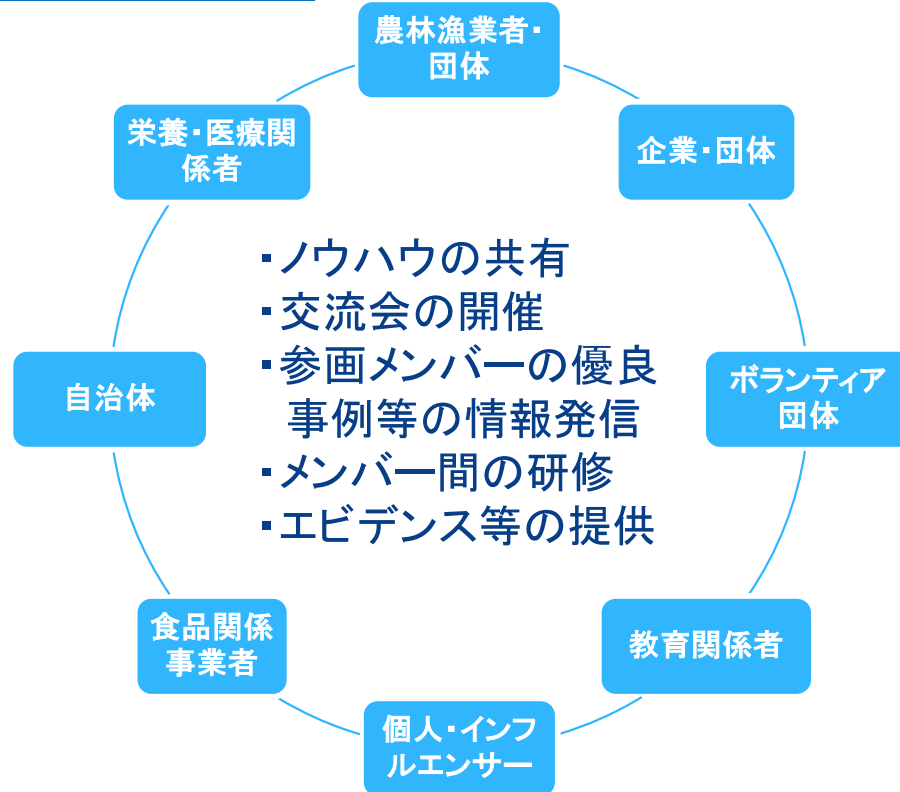 農林漁業者・
団体
栄養・医療関
係者
企業・団体
・ノウハウの共有
・交流会の開催
・参画メンバーの優良
事例等の情報発信
・メンバー間の研修
・エビデンス等の提供
自治体
ボランティア
団体
食品関係
事業者
教育関係者
個人・インフ
ルエンサー